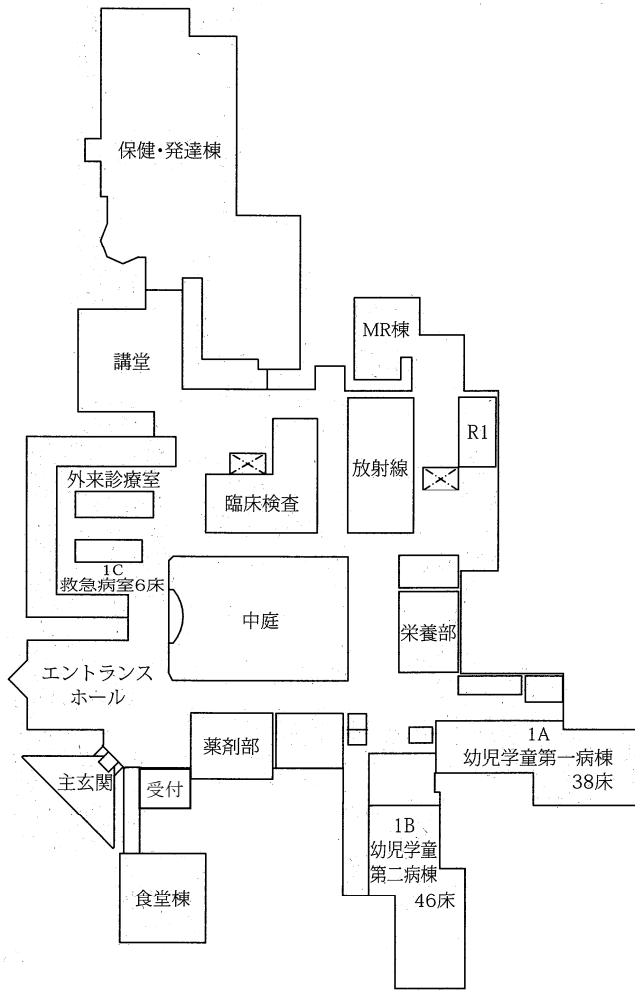 保健・発達棟
MR棟
講堂
R1
放射線
外来診療室
臨床検査
1C
救急病室6床
中庭
栄養部
エントランス
ホール
薬剤部
1A
幼児学童第一病棟
38床
主玄関
受付
1B
幼児学童
第二病棟
46床
食堂棟